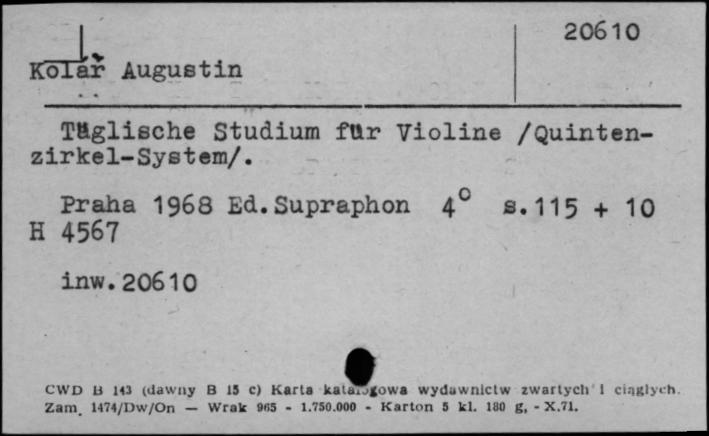 20610
Kolář Augustin
Täglische Studium für Violine /Quinten-
zirkel-System/.
Praha 1968 Ed.Supraphon 4° s.115 + 10
H 4567
inw.20610
CWD B 143 (dawny B 15 c) Karta katalogowa wydawnictw zwartych i ciągłych.
Zam. 1474/Dw/On — Wrak 965 - 1.750.000 - Karton 5 kl. 180 g, - X.71.